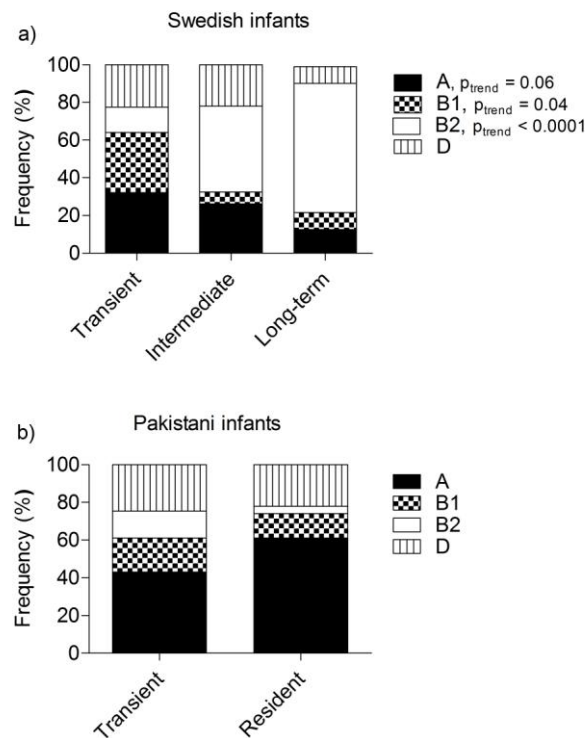 Swedish infants
a)
Frequency (%)
100
80
60
40
20
0
Transient
Intermediate
Long-term
A, ptrend = 0.06
B1, ptrend = 0.04
B2, ptrend < 0.0001
D
Pakistani infants
b)
Frequency (%)
100
80
60
40
20
0
Transient
Resident
A
B1
B2
D